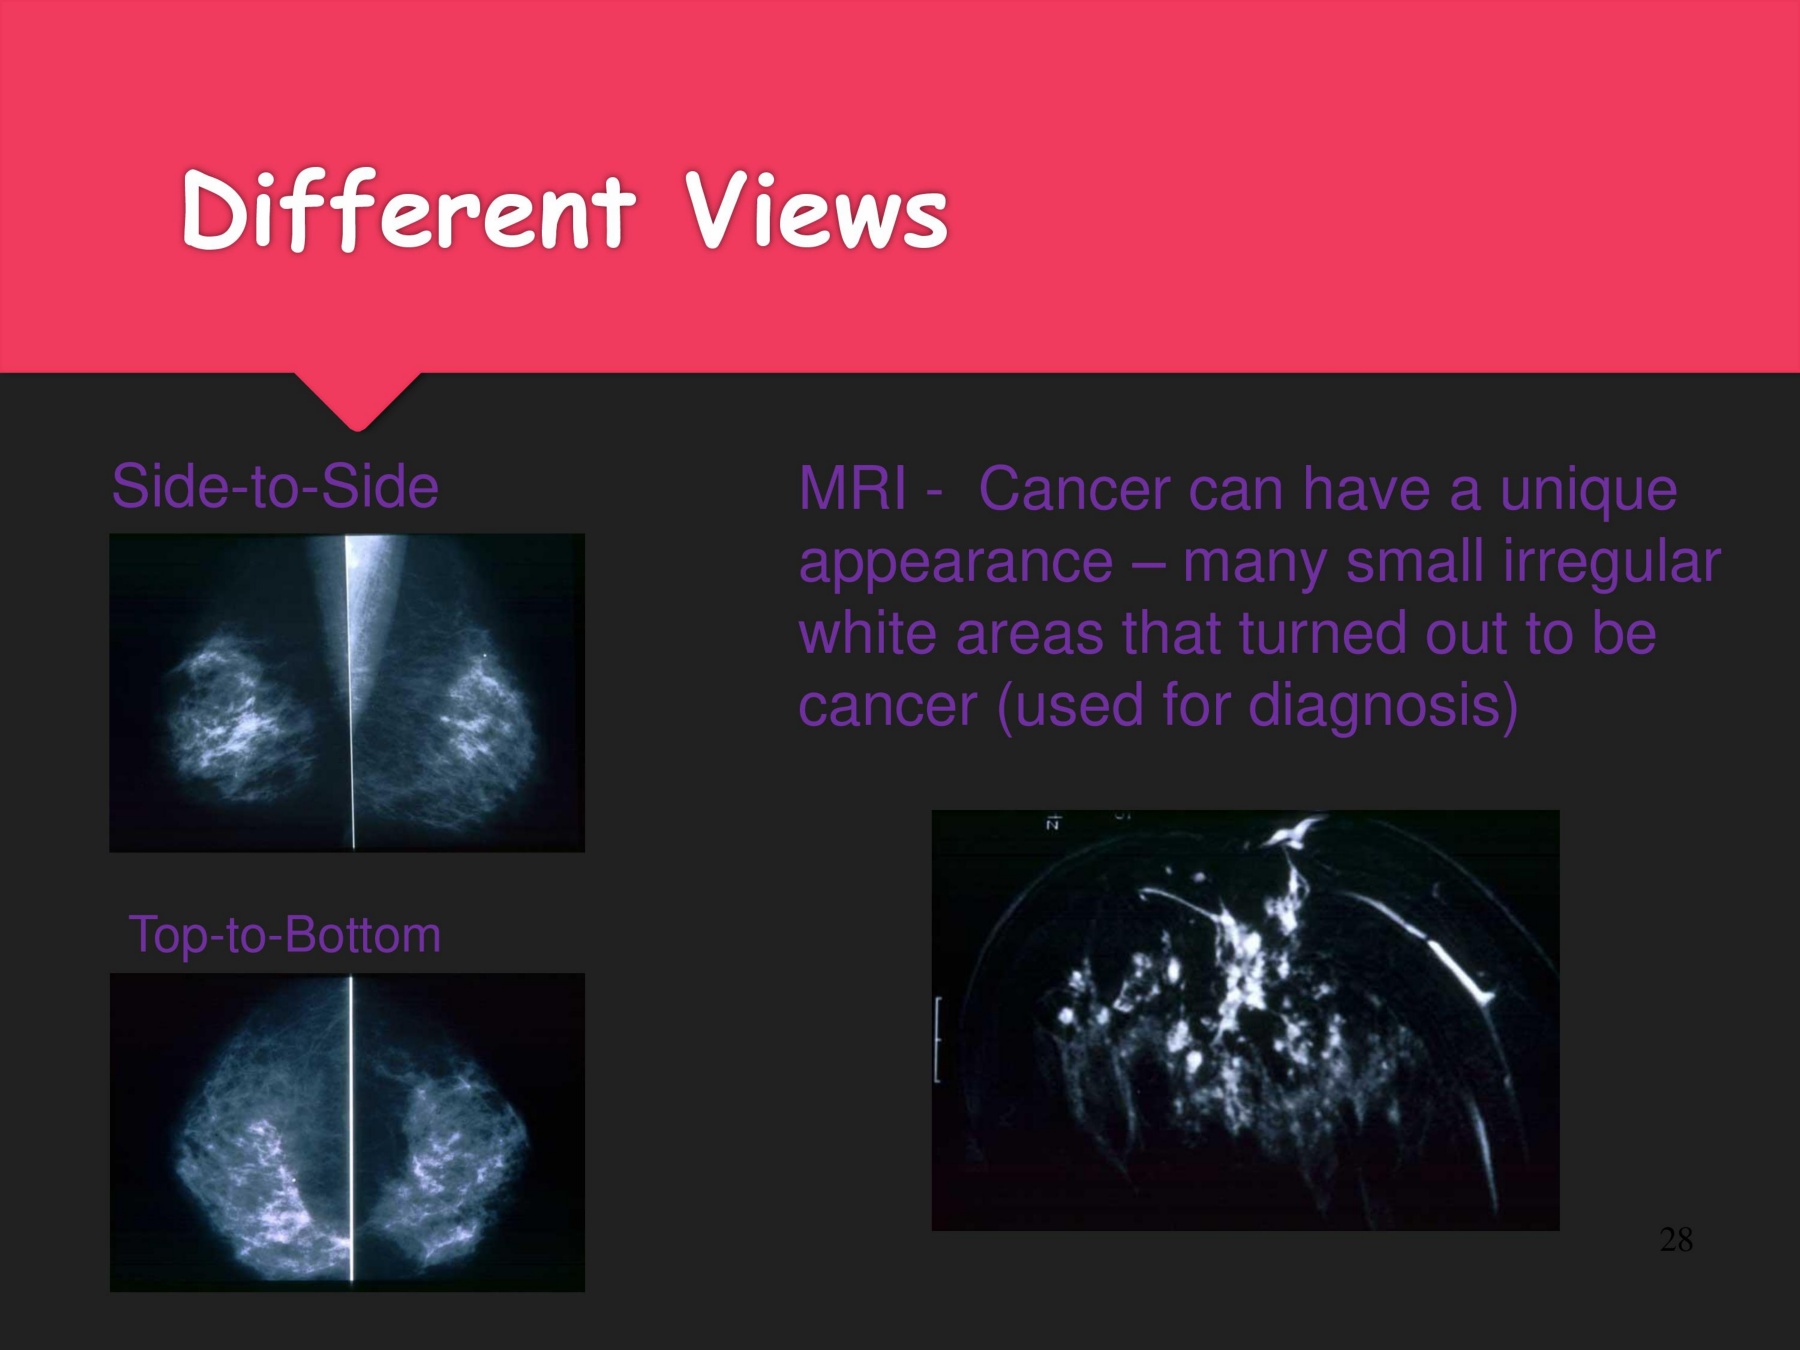 Different Views
Side-to-Side
MRI -  Cancer can have a unique
appearance – many small irregular
white areas that turned out to be
cancer (used for diagnosis)
Top-to-Bottom
28